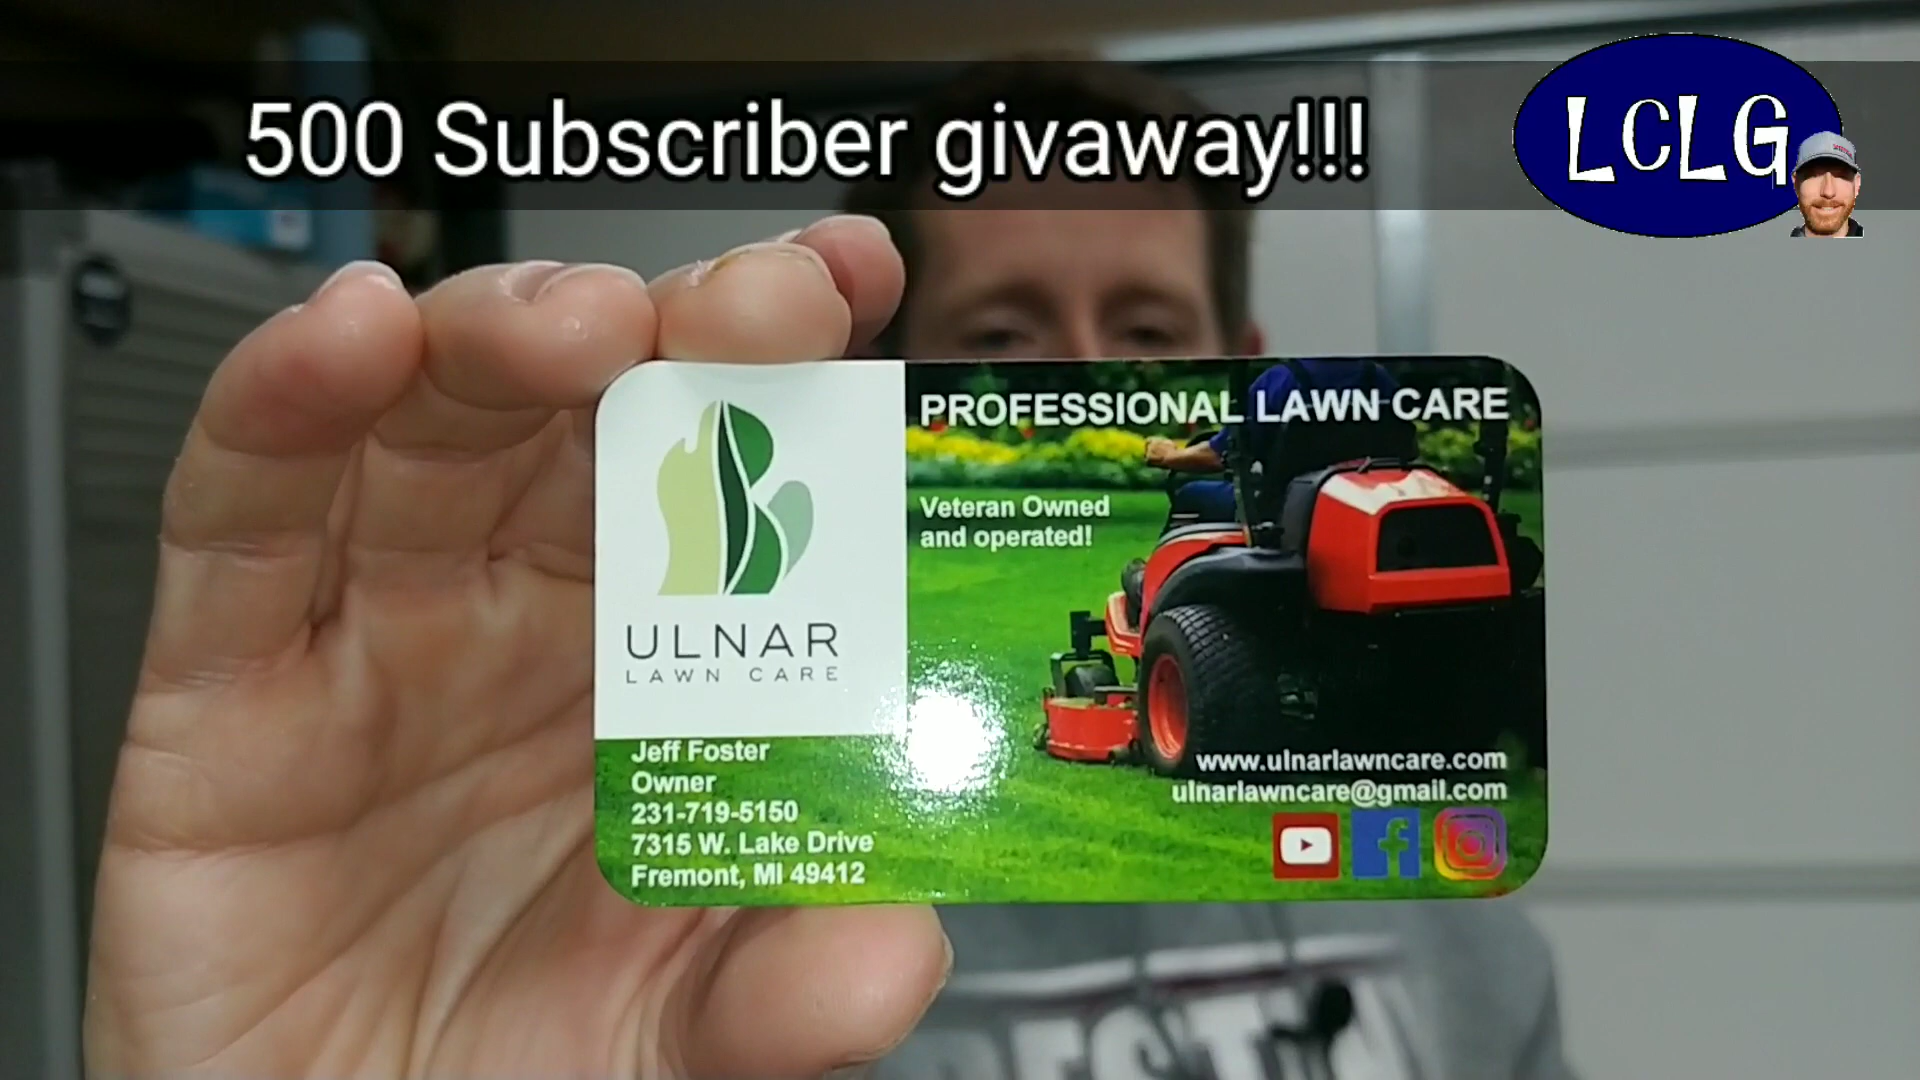 500 Subscriber givaway!!!
LCLG
PROFESSIONAL LAWN CARE
Veteran Owned
and operated!
ULNAR
LAWN CARE
Jeff Foster
Owner
231-719-5150
7315 W. Lake Drive
Fremont, MI 49412
www.ulnarlawncare.com
ulnarlawncare@gmail.com